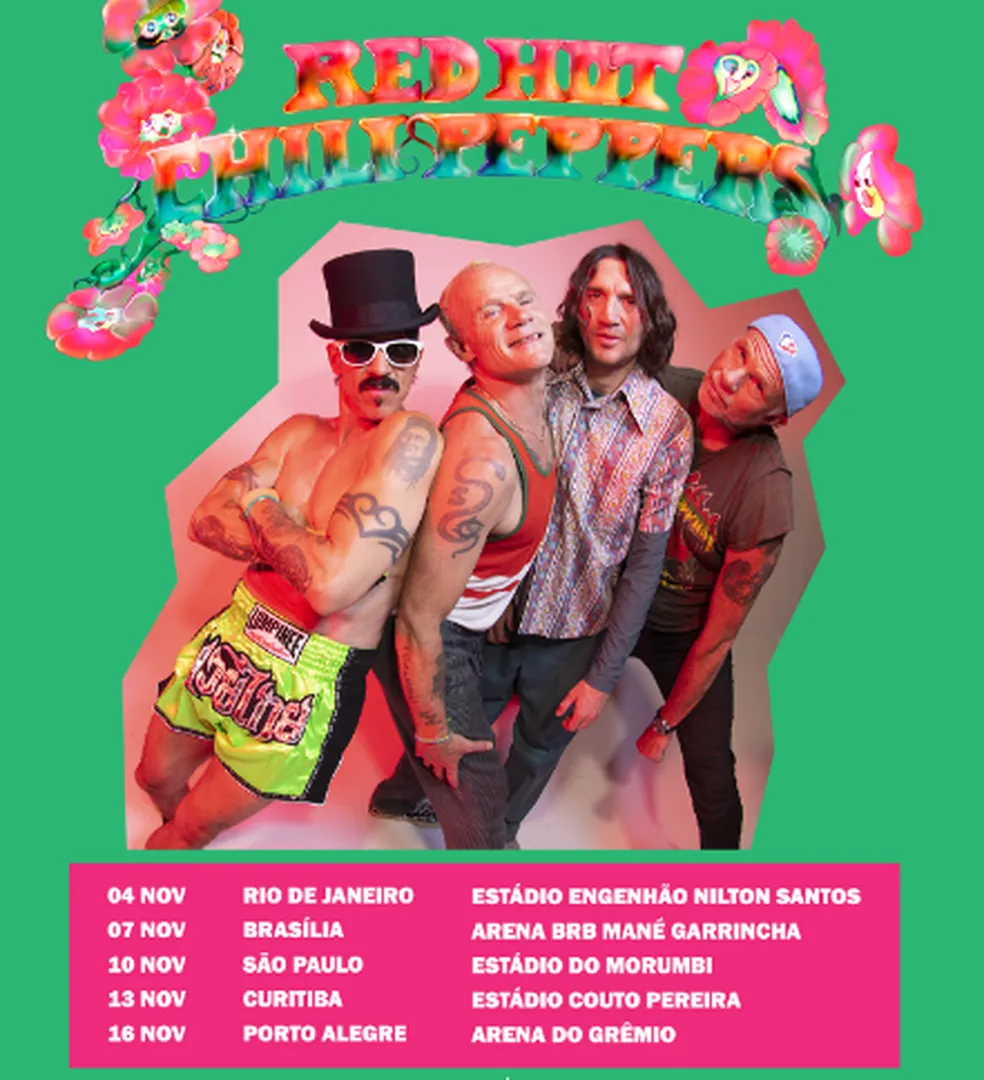 RED HOT
CHILI PEPPERS
LUMPINEE
04 NOV RIO DE JANEIRO ESTÁDIO ENGENHÃO NILTON SANTOS
07 NOV BRASÍLIA ARENA BRB MANÉ GARRINCHA
10 NOV SÃO PAULO ESTÁDIO DO MORUMBI
13 NOV CURITIBA ESTÁDIO COUTO PEREIRA
16 NOV PORTO ALEGRE ARENA DO GRÊMIO